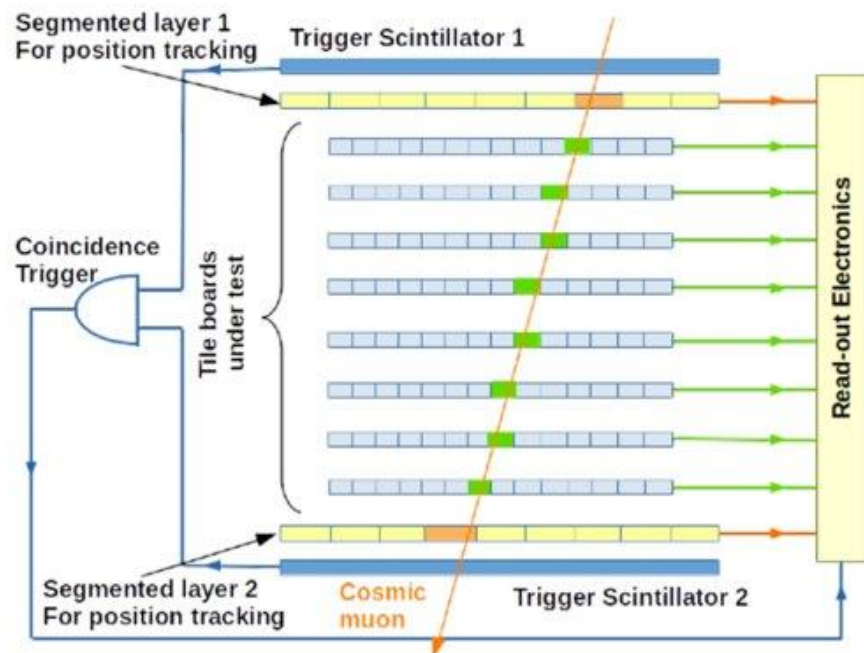 Segmented layer 1
For position tracking
Trigger Scintillator 1
Coincidence
Trigger
Tile boards
under test
Read-out Electronics
Segmented layer 2
For position tracking
Cosmic
muon
Trigger Scintillator 2